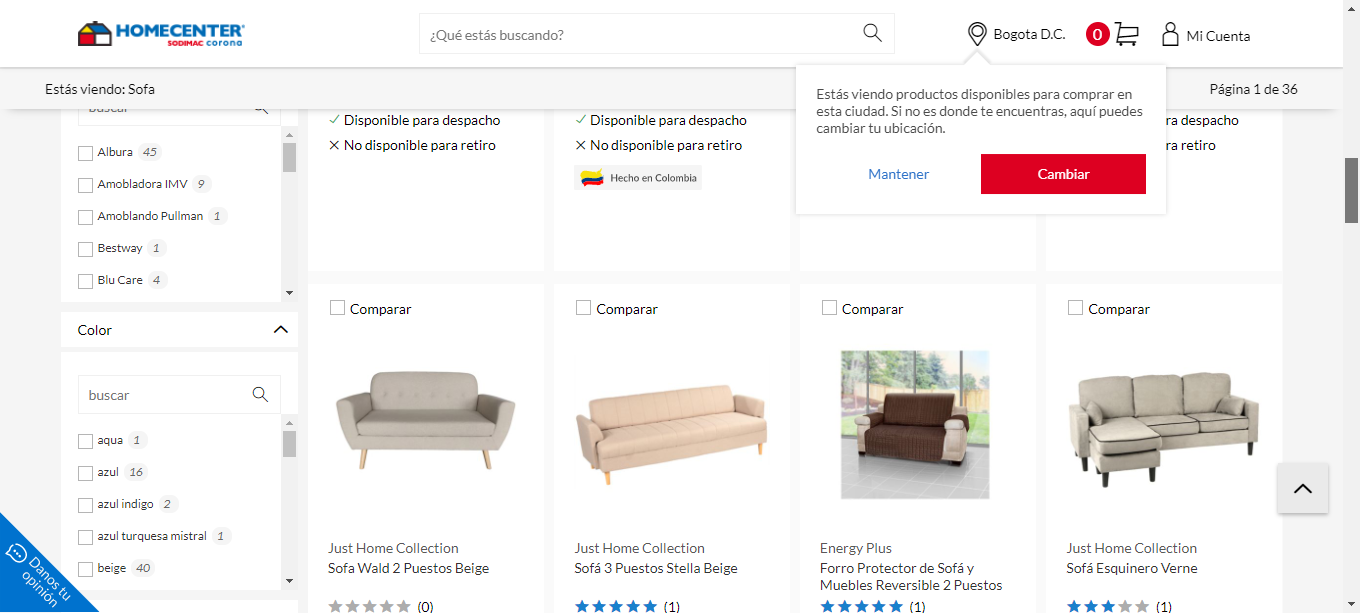 HOMECENTER
SODIMAC corona
¿Qué estás buscando?
Bogota D.C.
0
Mi Cuenta
Estás viendo: Sofa
Página 1 de 36
Estás viendo productos disponibles para comprar en
esta ciudad. Si no es donde te encuentras, aquí puedes
cambiar tu ubicación.
Mantener
Cambiar
buscar
Albura 45
Amobladora IMV 9
Amoblando Pullman 1
Bestway 1
Blu Care 4
Color
buscar
aqua 1
azul 16
azul indigo 2
azul turquesa mistral 1
beige 40
Danos tu
opinión
Disponible para despacho
No disponible para retiro
Disponible para despacho
No disponible para retiro
Hecho en Colombia
despacho
ra retiro
Comparar
Just Home Collection
Sofa Wald 2 Puestos Beige
(0)
Comparar
Just Home Collection
Sofá 3 Puestos Stella Beige
(1)
Comparar
Energy Plus
Forro Protector de Sofá y
Muebles Reversible 2 Puestos
(1)
Comparar
Just Home Collection
Sofá Esquinero Verne
(1)